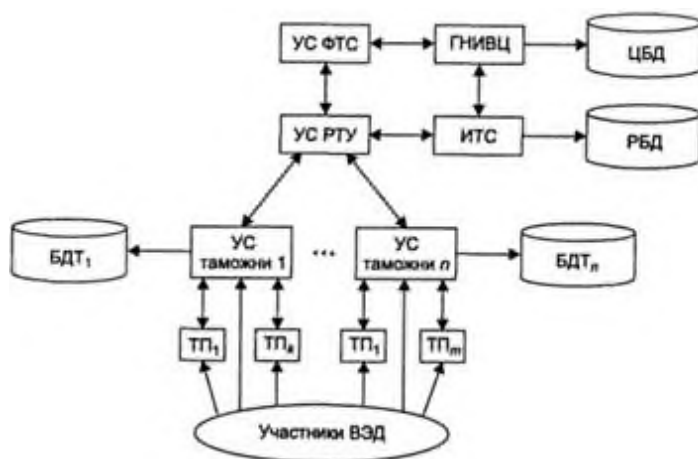 УС ФТС
ГНИВЦ
ЦБД
УС РТУ
ИТС
РБД
БДТ₁
УС
таможни 1
...
УС
таможни n
БДТₙ
ТП₁
ТПₖ
ТП₁
ТПₘ
Участники ВЭД